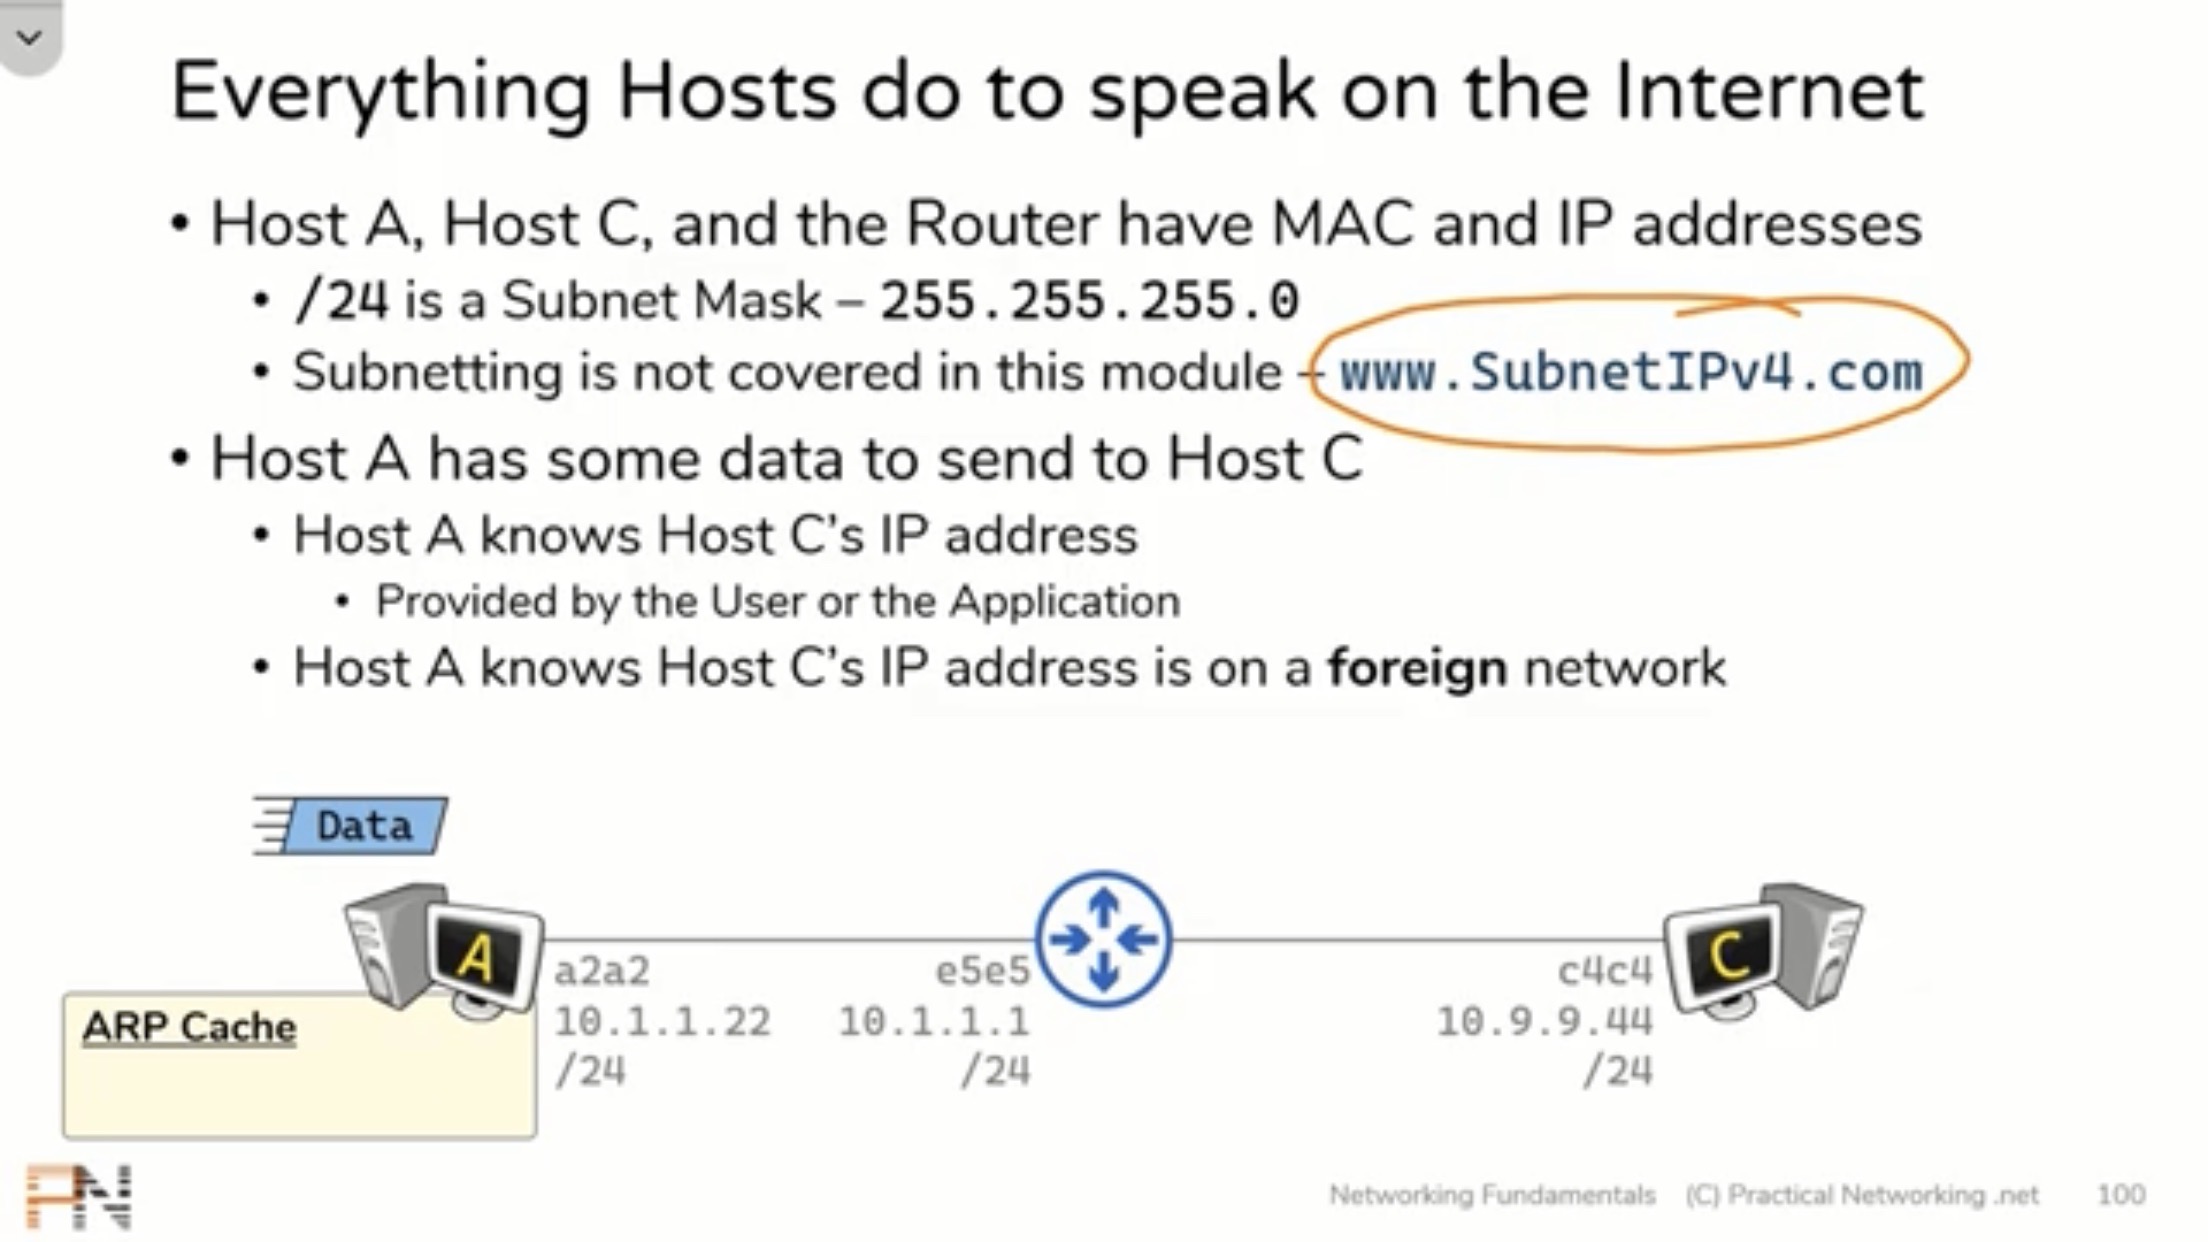 Everything Hosts do to speak on the Internet
• Host A, Host C, and the Router have MAC and IP addresses
• /24 is a Subnet Mask – 255.255.255.0
• Subnetting is not covered in this module – www.SubnetIPv4.com
• Host A has some data to send to Host C
• Host A knows Host C's IP address
• Provided by the User or the Application
• Host A knows Host C's IP address is on a foreign network
Data
A
C
a2a2
10.1.1.22
/24
e5e5
10.1.1.1
/24
c4c4
10.9.9.44
/24
ARP Cache
PN
Networking Fundamentals (C) Practical Networking .net 100